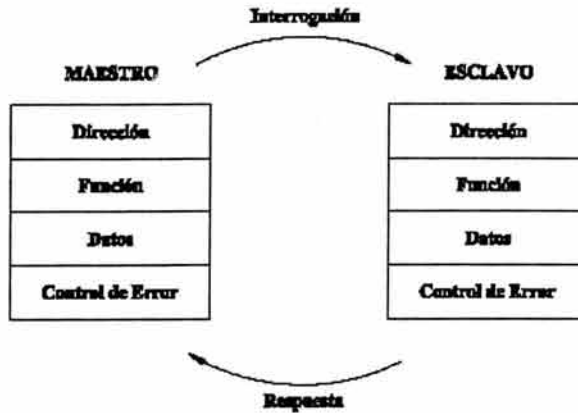 Interrogación
MAESTRO
ESCLAVO
Dirección
Función
Datos
Control de Error
Dirección
Función
Datos
Control de Error
Respuesta